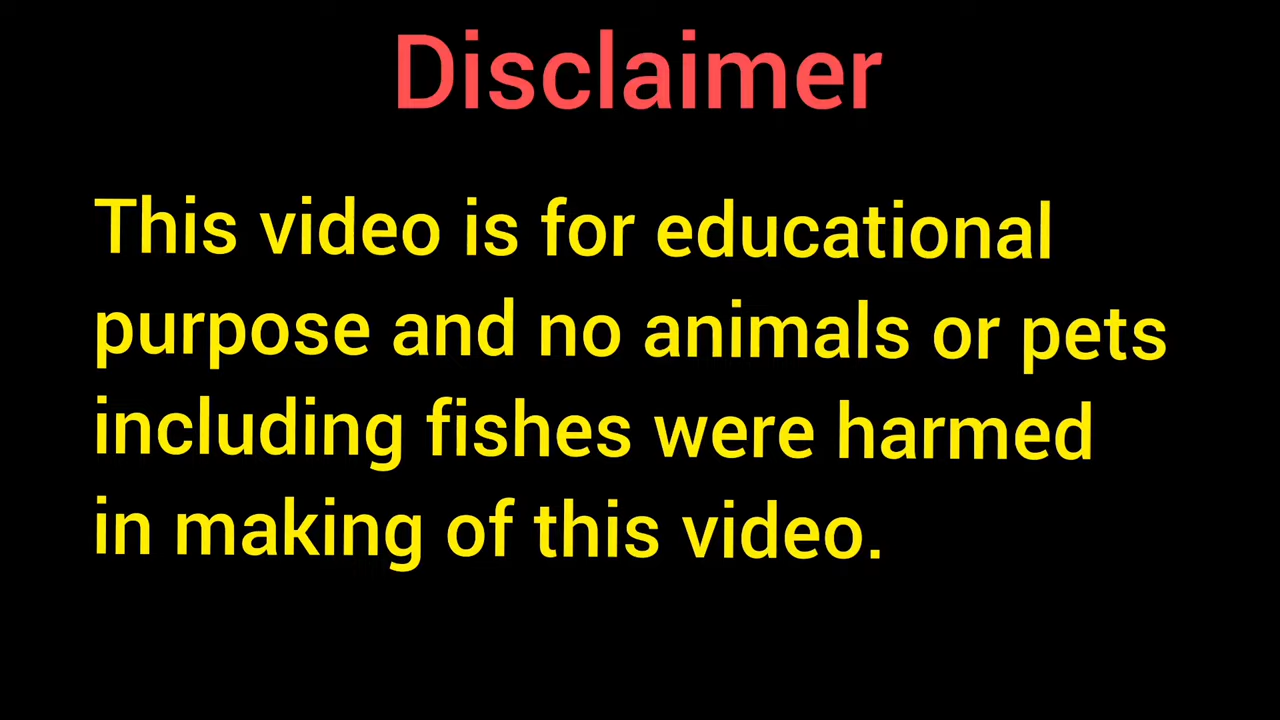 Disclaimer
This video is for educational
purpose and no animals or pets
including fishes were harmed
in making of this video.